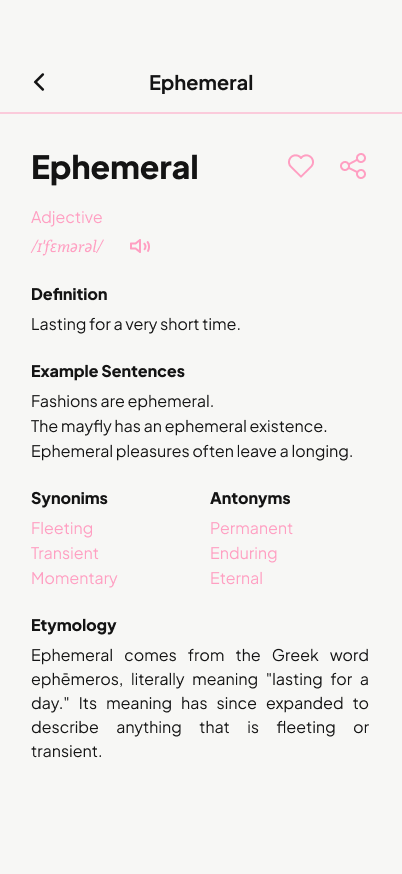 Ephemeral
Ephemeral
Adjective
/ɪˈfɛmərəl/
Definition
Lasting for a very short time.
Example Sentences
Fashions are ephemeral.
The mayfly has an ephemeral existence.
Ephemeral pleasures often leave a longing.
Synonims
Antonyms
Fleeting
Permanent
Transient
Enduring
Momentary
Eternal
Etymology
Ephemeral comes from the Greek word
ephēmeros, literally meaning "lasting for a
day." Its meaning has since expanded to
describe anything that is fleeting or
transient.